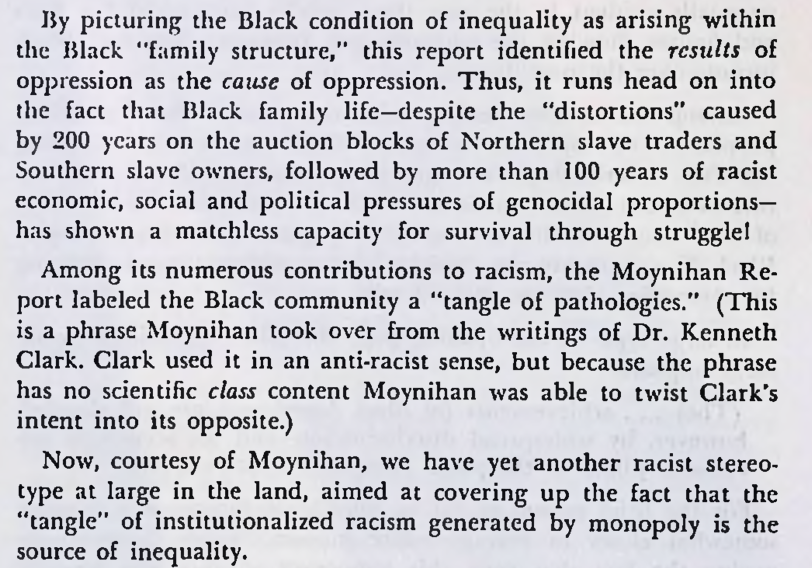 By picturing the Black condition of inequality as arising within
the Black "family structure," this report identified the results of
oppression as the cause of oppression. Thus, it runs head on into
the fact that Black family life—despite the "distortions" caused
by 200 years on the auction blocks of Northern slave traders and
Southern slave owners, followed by more than 100 years of racist
economic, social and political pressures of genocidal proportions—
has shown a matchless capacity for survival through struggle!
Among its numerous contributions to racism, the Moynihan Re-
port labeled the Black community a "tangle of pathologies." (This
is a phrase Moynihan took over from the writings of Dr. Kenneth
Clark. Clark used it in an anti-racist sense, but because the phrase
has no scientific class content Moynihan was able to twist Clark's
intent into its opposite.)
Now, courtesy of Moynihan, we have yet another racist stereo-
type at large in the land, aimed at covering up the fact that the
"tangle" of institutionalized racism generated by monopoly is the
source of inequality.